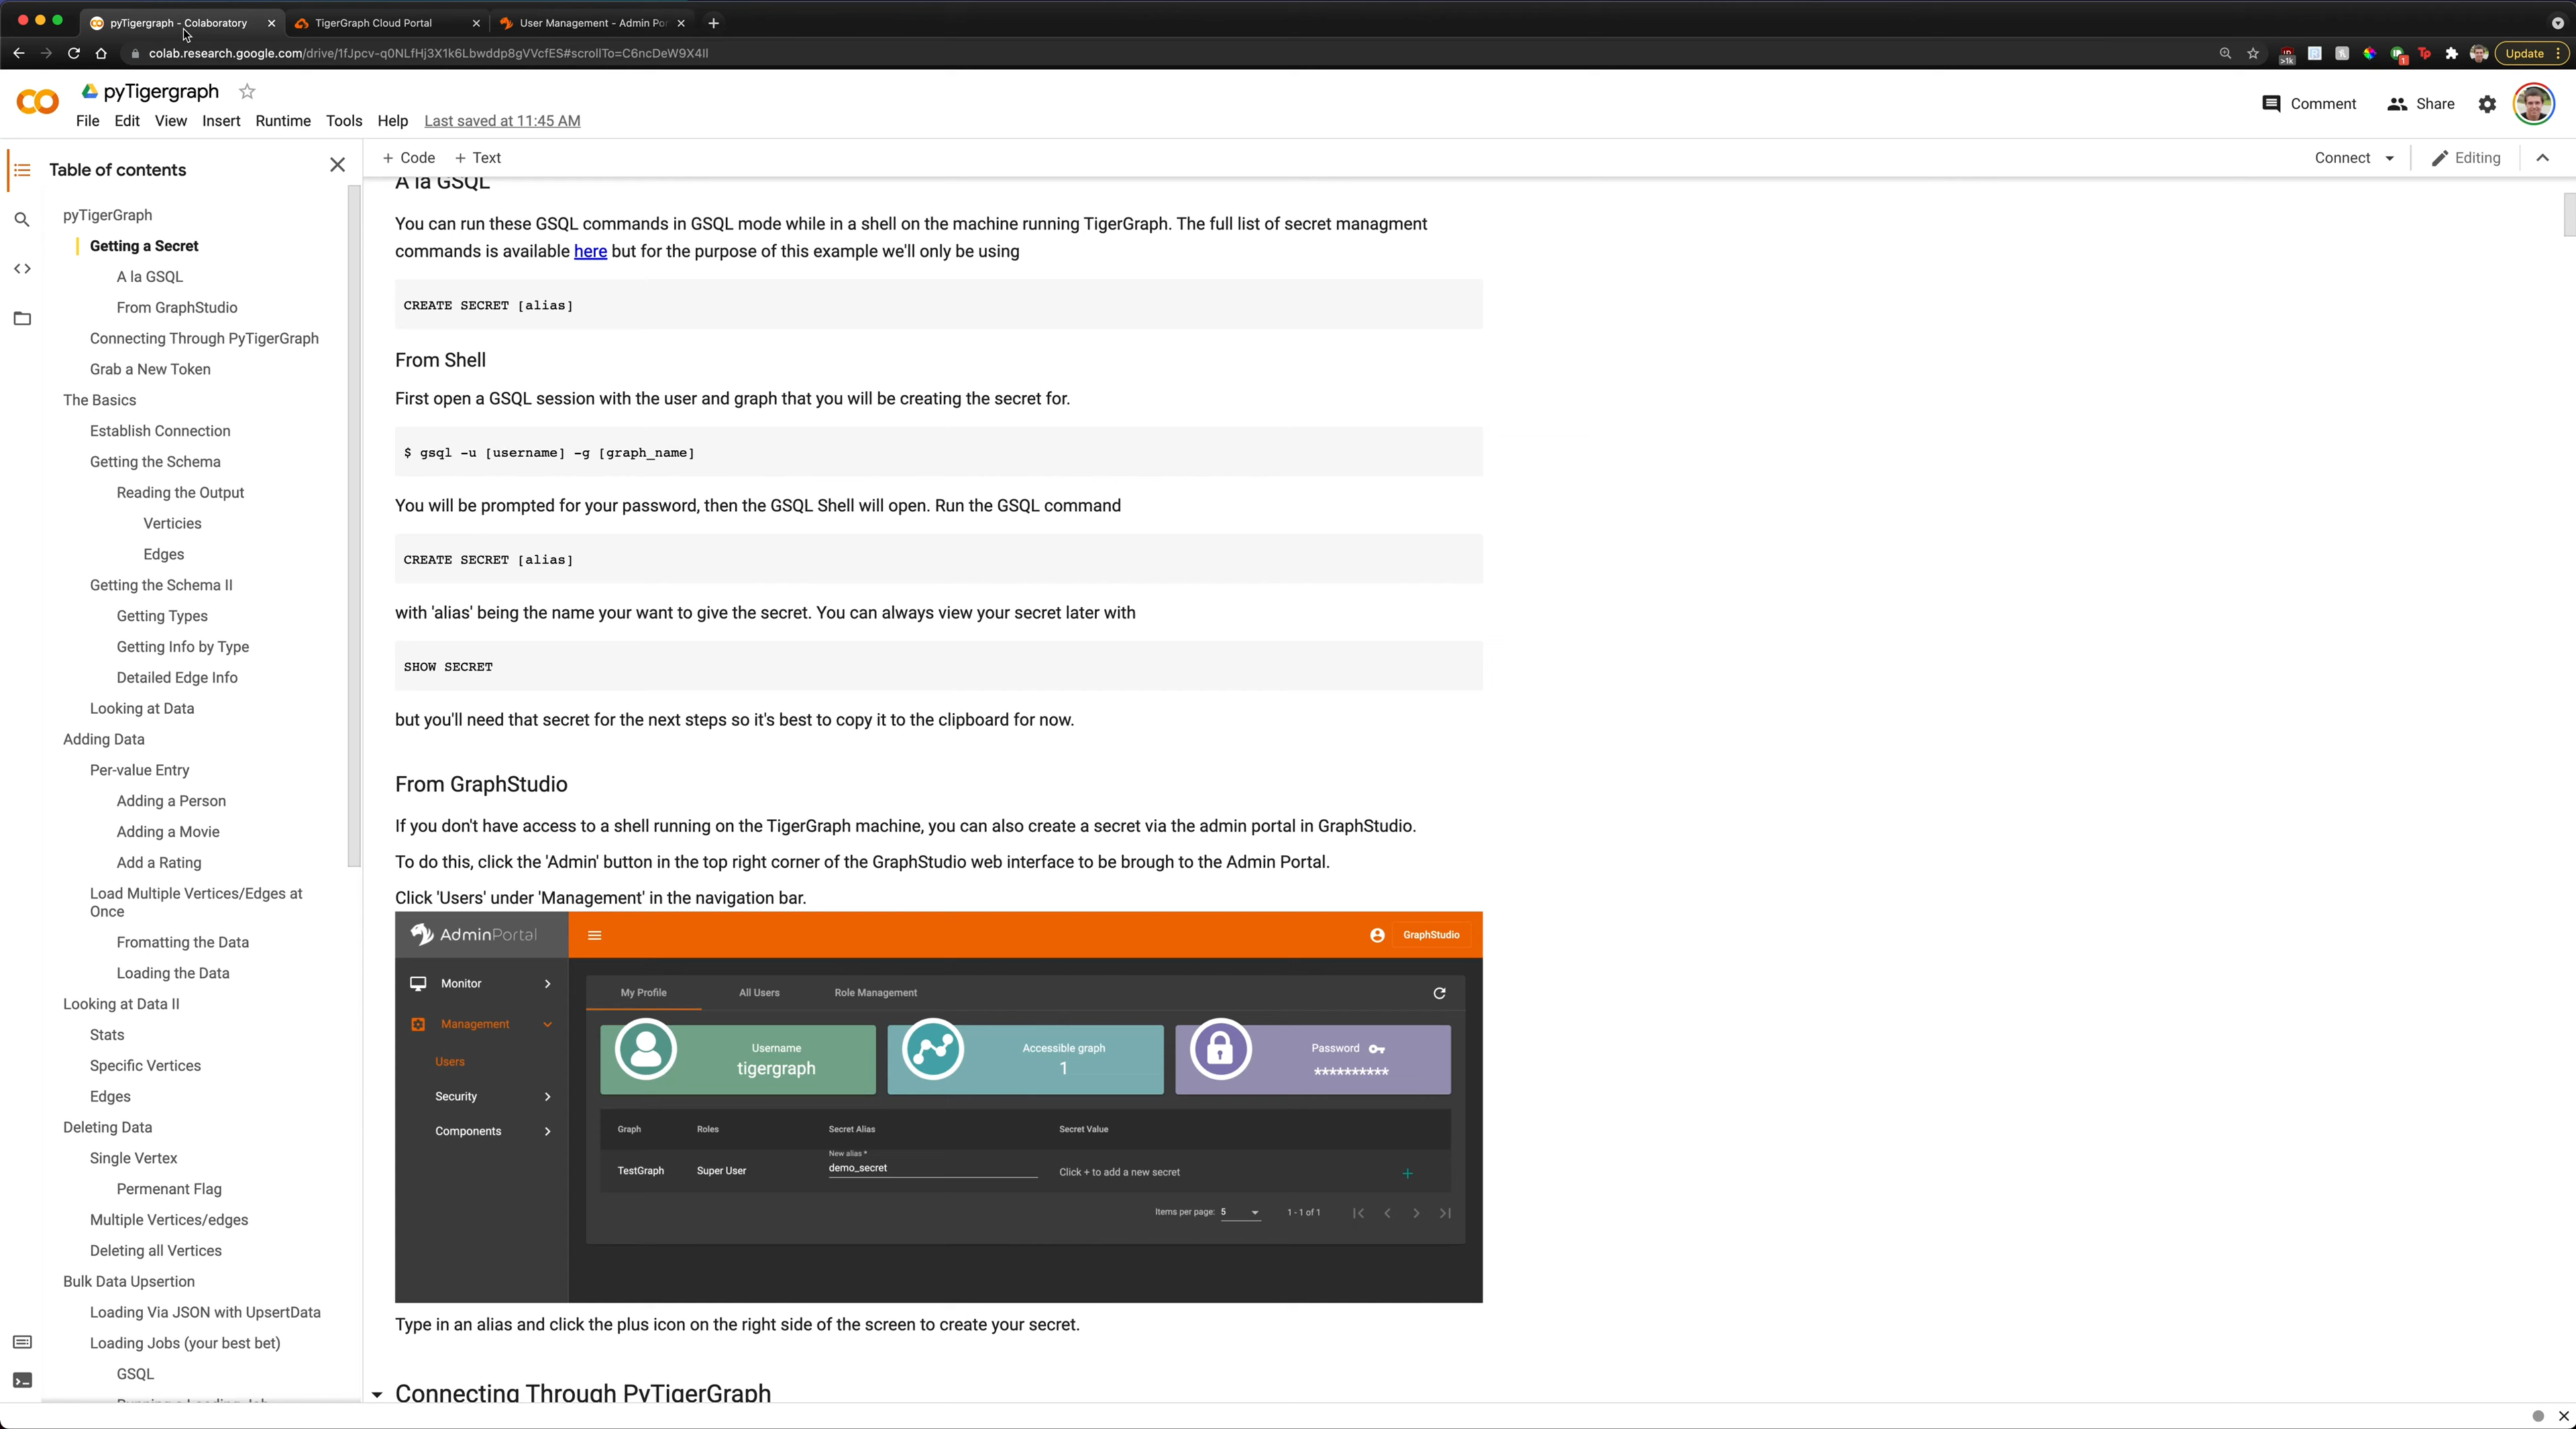 pyTigergraph - Colaboratory
TigerGraph Cloud Portal
User Management - Admin Por
colab.research.google.com/drive/1fJpcv-q0NLfHj3X1k6Lbwddp8gVVcfES#scrollTo=C6ncDeW9X4Il
>1k
1
Update
pyTigergraph
File Edit View Insert Runtime Tools Help Last saved at 11:45 AM
Comment
Share
Table of contents
+ Code + Text
Connect
Editing
pyTigerGraph
Getting a Secret
A la GSQL
From GraphStudio
Connecting Through PyTigerGraph
Grab a New Token
The Basics
Establish Connection
Getting the Schema
Reading the Output
Verticies
Edges
Getting the Schema II
Getting Types
Getting Info by Type
Detailed Edge Info
Looking at Data
Adding Data
Per-value Entry
Adding a Person
Adding a Movie
Add a Rating
Load Multiple Vertices/Edges at
Once
Fromatting the Data
Loading the Data
Looking at Data II
Stats
Specific Vertices
Edges
Deleting Data
Single Vertex
Permenant Flag
Multiple Vertices/edges
Deleting all Vertices
Bulk Data Upsertion
Loading Via JSON with UpsertData
Loading Jobs (your best bet)
GSQL
Running a Loading Job
A la GSQL
You can run these GSQL commands in GSQL mode while in a shell on the machine running TigerGraph. The full list of secret managment
commands is available here but for the purpose of this example we'll only be using
CREATE SECRET [alias]
From Shell
First open a GSQL session with the user and graph that you will be creating the secret for.
$ gsql -u [username] -g [graph_name]
You will be prompted for your password, then the GSQL Shell will open. Run the GSQL command
CREATE SECRET [alias]
with 'alias' being the name your want to give the secret. You can always view your secret later with
SHOW SECRET
but you'll need that secret for the next steps so it's best to copy it to the clipboard for now.
From GraphStudio
If you don't have access to a shell running on the TigerGraph machine, you can also create a secret via the admin portal in GraphStudio.
To do this, click the 'Admin' button in the top right corner of the GraphStudio web interface to be brough to the Admin Portal.
Click 'Users' under 'Management' in the navigation bar.
AdminPortal
GraphStudio
Monitor
Management
Users
Security
Components
My Profile All Users Role Management
Username
tigergraph
Accessible graph
1
Password
**********
Graph Roles Secret Alias Secret Value
New alias *
TestGraph Super User demo_secret Click + to add a new secret
Items per page: 5 1 - 1 of 1
Type in an alias and click the plus icon on the right side of the screen to create your secret.
Connecting Through PyTigerGraph